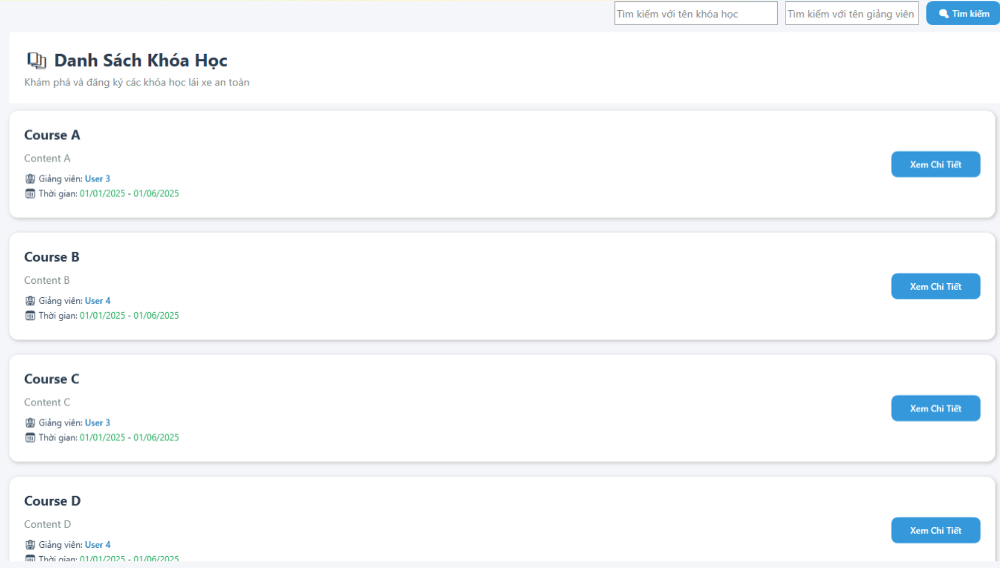 Tìm kiếm với tên khóa học
Tìm kiếm với tên giảng viên
Tìm kiếm
Danh Sách Khóa Học
Khám phá và đăng ký các khóa học lái xe an toàn
Course A
Content A
Giảng viên: User 3
Thời gian: 01/01/2025 - 01/06/2025
Xem Chi Tiết
Course B
Content B
Giảng viên: User 4
Thời gian: 01/01/2025 - 01/06/2025
Xem Chi Tiết
Course C
Content C
Giảng viên: User 3
Thời gian: 01/01/2025 - 01/06/2025
Xem Chi Tiết
Course D
Content D
Giảng viên: User 4
Thời gian: 01/01/2025 - 01/06/2025
Xem Chi Tiết